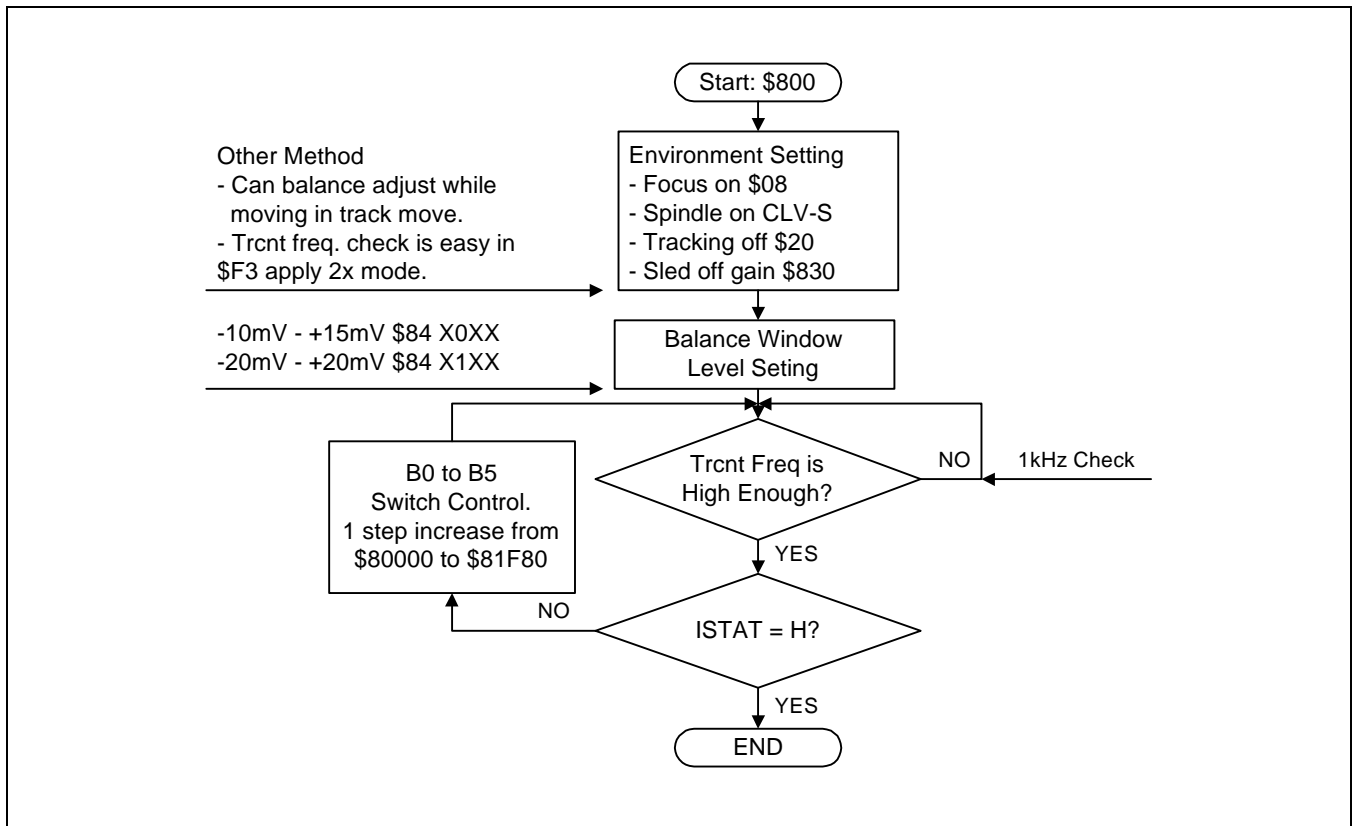 Start: $800
Other Method
- Can balance adjust while
moving in track move.
- Trcnt freq. check is easy in
$F3 apply 2x mode.
Environment Setting
- Focus on $08
- Spindle on CLV-S
- Tracking off $20
- Sled off gain $830
-10mV - +15mV $84 X0XX
-20mV - +20mV $84 X1XX
Balance Window
Level Seting
B0 to B5
Switch Control.
1 step increase from
$80000 to $81F80
Trcnt Freq is
High Enough?
NO
1kHz Check
YES
NO
ISTAT = H?
YES
END